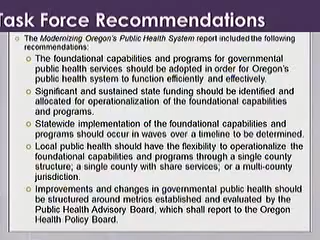 Task Force Recommendations
The Modernizing Oregon's Public Health System report included the following
recommendations:
The foundational capabilities and programs for governmental
public health services should be adopted in order for Oregon's
public health system to function efficiently and effectively.
Significant and sustained state funding should be identified and
allocated for operationalization of the foundational capabilities
and programs.
Statewide implementation of the foundational capabilities and
programs should occur in waves over a timeline to be determined.
Local public health should have the flexibility to operationalize the
foundational capabilities and programs through a single county
structure; a single county with share services; or a multi-county
jurisdiction.
Improvements and changes in governmental public health should
be structured around metrics established and evaluated by the
Public Health Advisory Board, which shall report to the Oregon
Health Policy Board.